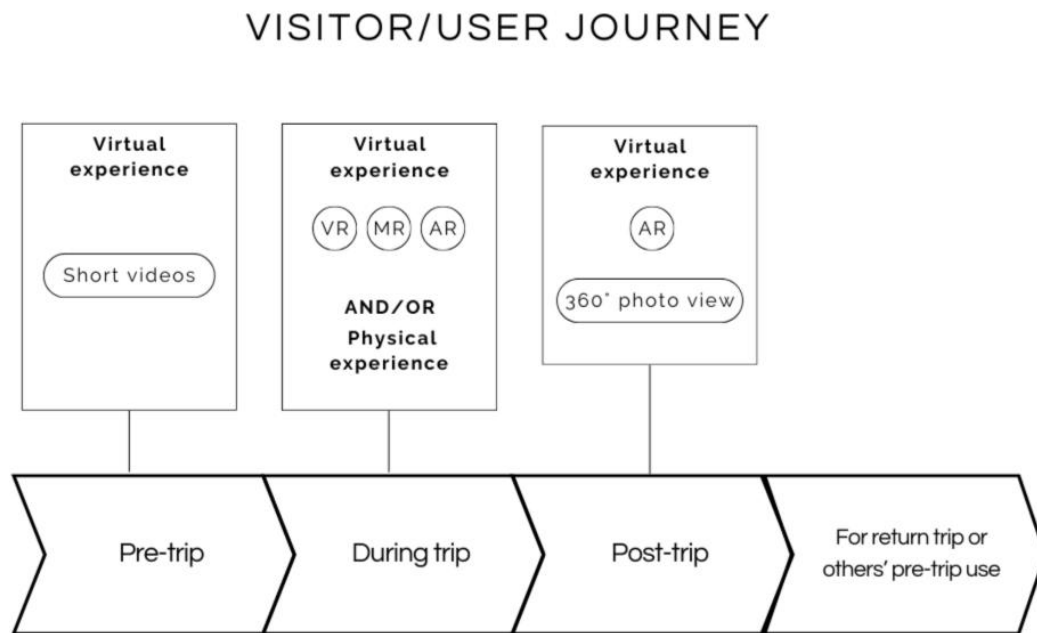 VISITOR/USER JOURNEY
Virtual
experience
Short videos
Virtual
experience
VR MR AR
AND/OR
Physical
experience
Virtual
experience
AR
360° photo view
Pre-trip
During trip
Post-trip
For return trip or
others' pre-trip use